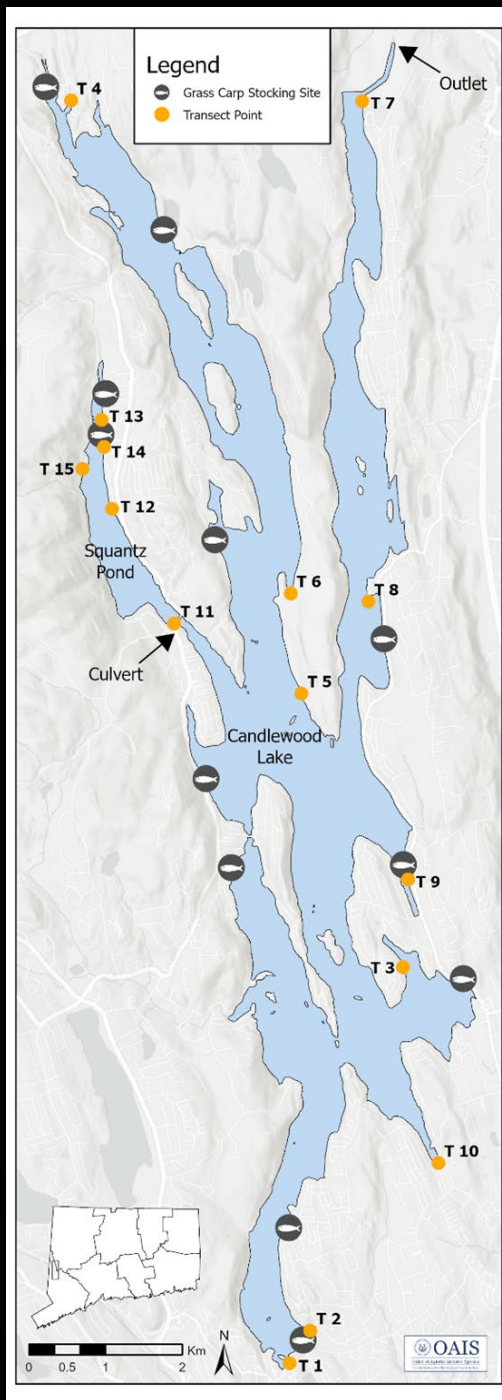 Legend
Grass Carp Stocking Site
Transect Point
Outlet
T 4
T 7
T 13
T 14
T 15
T 12
Squantz
Pond
T 6
T 8
T 11
Culvert
T 5
Candlewood
Lake
T 9
T 3
T 10
T 2
T 1
N
0 0.5 1 2
Km
OAIS